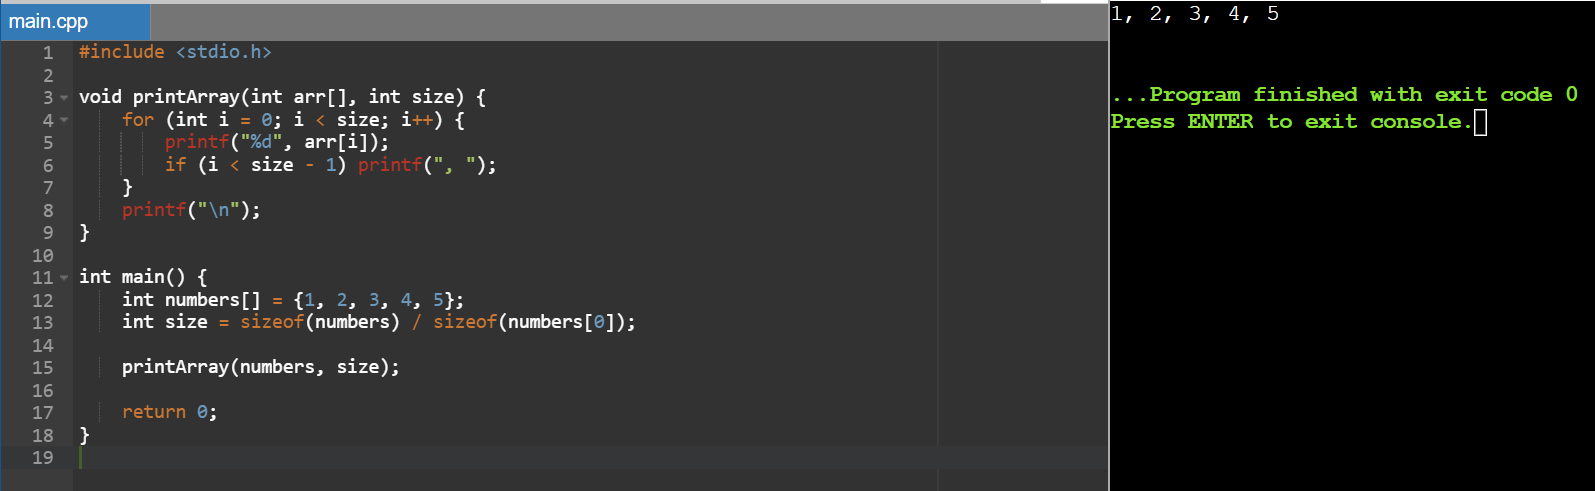 main.cpp
1 #include <stdio.h>
2
3 void printArray(int arr[], int size) {
4     for (int i = 0; i < size; i++) {
5         printf("%d", arr[i]);
6         if (i < size - 1) printf(", ");
7     }
8     printf("\n");
9 }
10
11 int main() {
12     int numbers[] = {1, 2, 3, 4, 5};
13     int size = sizeof(numbers) / sizeof(numbers[0]);
14
15     printArray(numbers, size);
16
17     return 0;
18 }
19
1, 2, 3, 4, 5
...Program finished with exit code 0
Press ENTER to exit console.